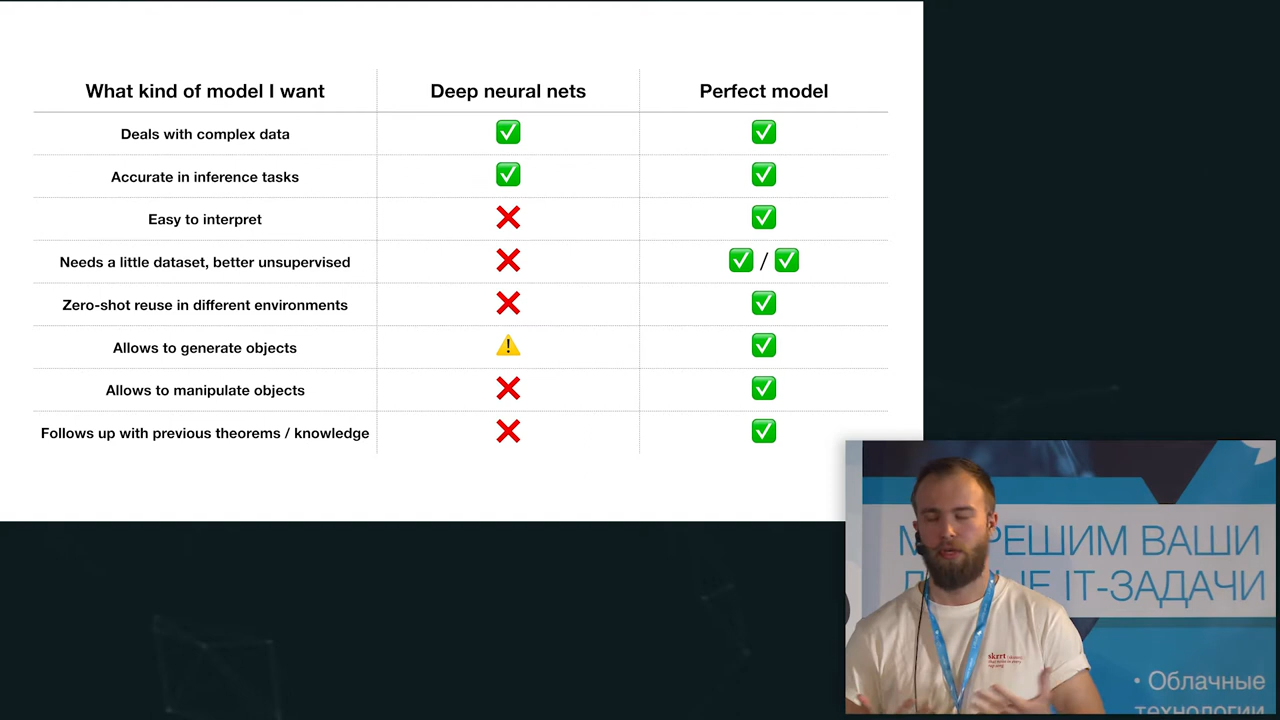 What kind of model I want Deep neural nets Perfect model
Deals with complex data
Accurate in inference tasks
Easy to interpret
Needs a little dataset, better unsupervised /
Zero-shot reuse in different environments
Allows to generate objects
Allows to manipulate objects
Follows up with previous theorems / knowledge
РЕШИМ ВАШИ
IT-ЗАДАЧИ
• Облачные
технологии
skrrt